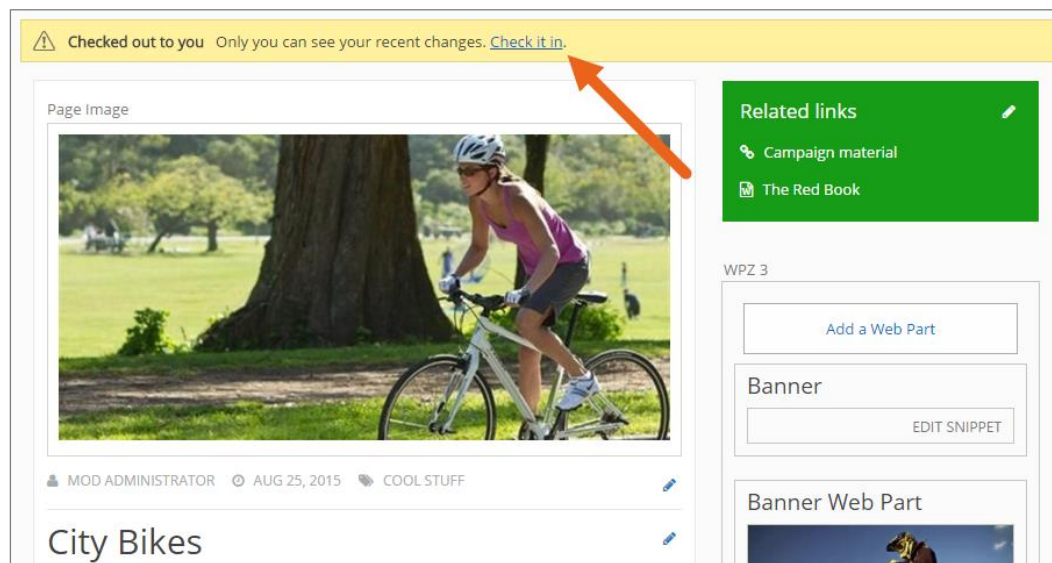 Checked out to you Only you can see your recent changes. Check it in.
Page Image
MOD ADMINISTRATOR AUG 25, 2015 COOL STUFF
City Bikes
Related links
Campaign material
The Red Book
WPZ 3
Add a Web Part
Banner
EDIT SNIPPET
Banner Web Part